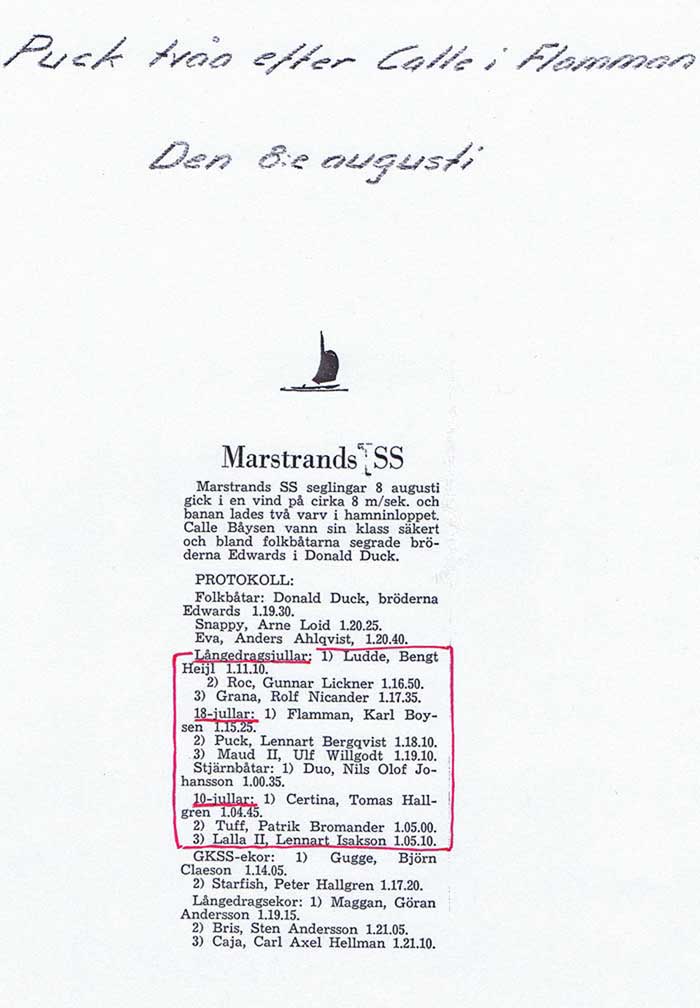 Puck tvåa efter Calle i Flamman
Den 8:e augusti
Marstrands SS
Marstrands SS seglingar 8 augusti
gick i en vind på cirka 8 m/sek. och
banan lades två varv i hamninloppet.
Calle Båysen vann sin klass säkert
och bland folkbåtarna segrade brö-
derna Edwards i Donald Duck.
PROTOKOLL:
Folkbåtar: Donald Duck, bröderna
Edwards 1.19.30.
Snappy, Arne Loid 1.20.25.
Eva, Anders Ahlqvist, 1.20.40.
Långedragsjullar: 1) Ludde, Bengt
Heijl 1.11.10.
2) Roc, Gunnar Lickner 1.16.50.
3) Grana, Rolf Nicander 1.17.35.
18-jullar: 1) Flamman, Karl Boy-
sen 1.15.25.
2) Puck, Lennart Bergqvist 1.18.10.
3) Maud II, Ulf Willgodt 1.19.10.
Stjärnbåtar: 1) Duo, Nils Olof Jo-
hansson 1.00.35.
10-jullar: 1) Certina, Tomas Hall-
gren 1.04.45.
2) Tuff, Patrik Bromander 1.05.00.
3) Lalla II, Lennart Isakson 1.05.10.
GKSS-ekor: 1) Gugge, Björn
Claeson 1.14.05.
2) Starfish, Peter Hallgren 1.17.20.
Långedragsekor: 1) Maggan, Göran
Andersson 1.19.15.
2) Bris, Sten Andersson 1.21.05.
3) Caja, Carl Axel Hellman 1.21.10.